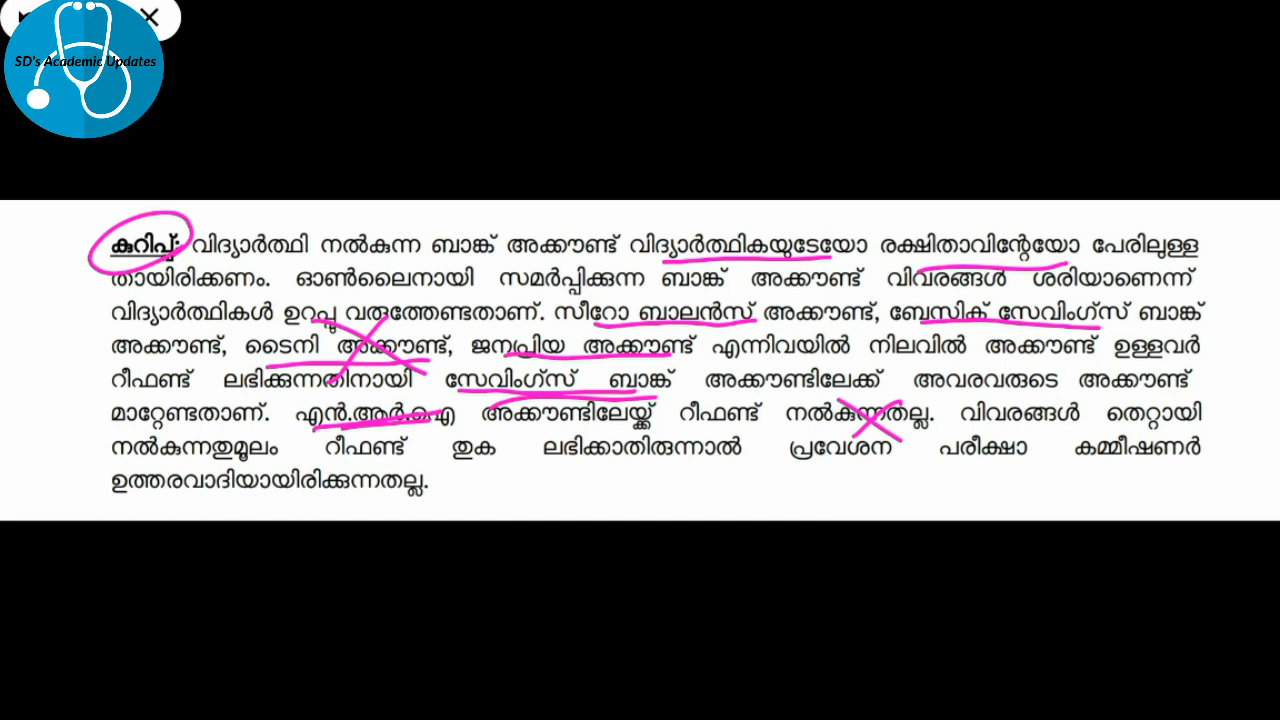 SD's Academic Updates
കുറിപ്പ്: വിദ്യാർത്ഥി നൽകുന്ന ബാങ്ക് അക്കൗണ്ട് വിദ്യാർത്ഥികയുടേയോ രക്ഷിതാവിന്റേയോ പേരിലുള്ള
തായിരിക്കണം. ഓൺലൈനായി സമർപ്പിക്കുന്ന ബാങ്ക് അക്കൗണ്ട് വിവരങ്ങൾ ശരിയാണെന്ന്
വിദ്യാർത്ഥികൾ ഉറപ്പു വരുത്തേണ്ടതാണ്. സീറോ ബാലൻസ് അക്കൗണ്ട്, ബേസിക് സേവിംഗ്സ് ബാങ്ക്
അക്കൗണ്ട്, ടൈനി അക്കൗണ്ട്, ജനപ്രിയ അക്കൗണ്ട് എന്നിവയിൽ നിലവിൽ അക്കൗണ്ട് ഉള്ളവർ
റീഫണ്ട് ലഭിക്കുന്നതിനായി സേവിംഗ്സ് ബാങ്ക് അക്കൗണ്ടിലേക്ക് അവരവരുടെ അക്കൗണ്ട്
മാറ്റേണ്ടതാണ്. എൻ.ആർ.ഐ അക്കൗണ്ടിലേയ്ക്ക് റീഫണ്ട് നൽകുന്നതല്ല. വിവരങ്ങൾ തെറ്റായി
നൽകുന്നതുമൂലം റീഫണ്ട് തുക ലഭിക്കാതിരുന്നാൽ പ്രവേശന പരീക്ഷാ കമ്മീഷണർ
ഉത്തരവാദിയായിരിക്കുന്നതല്ല.